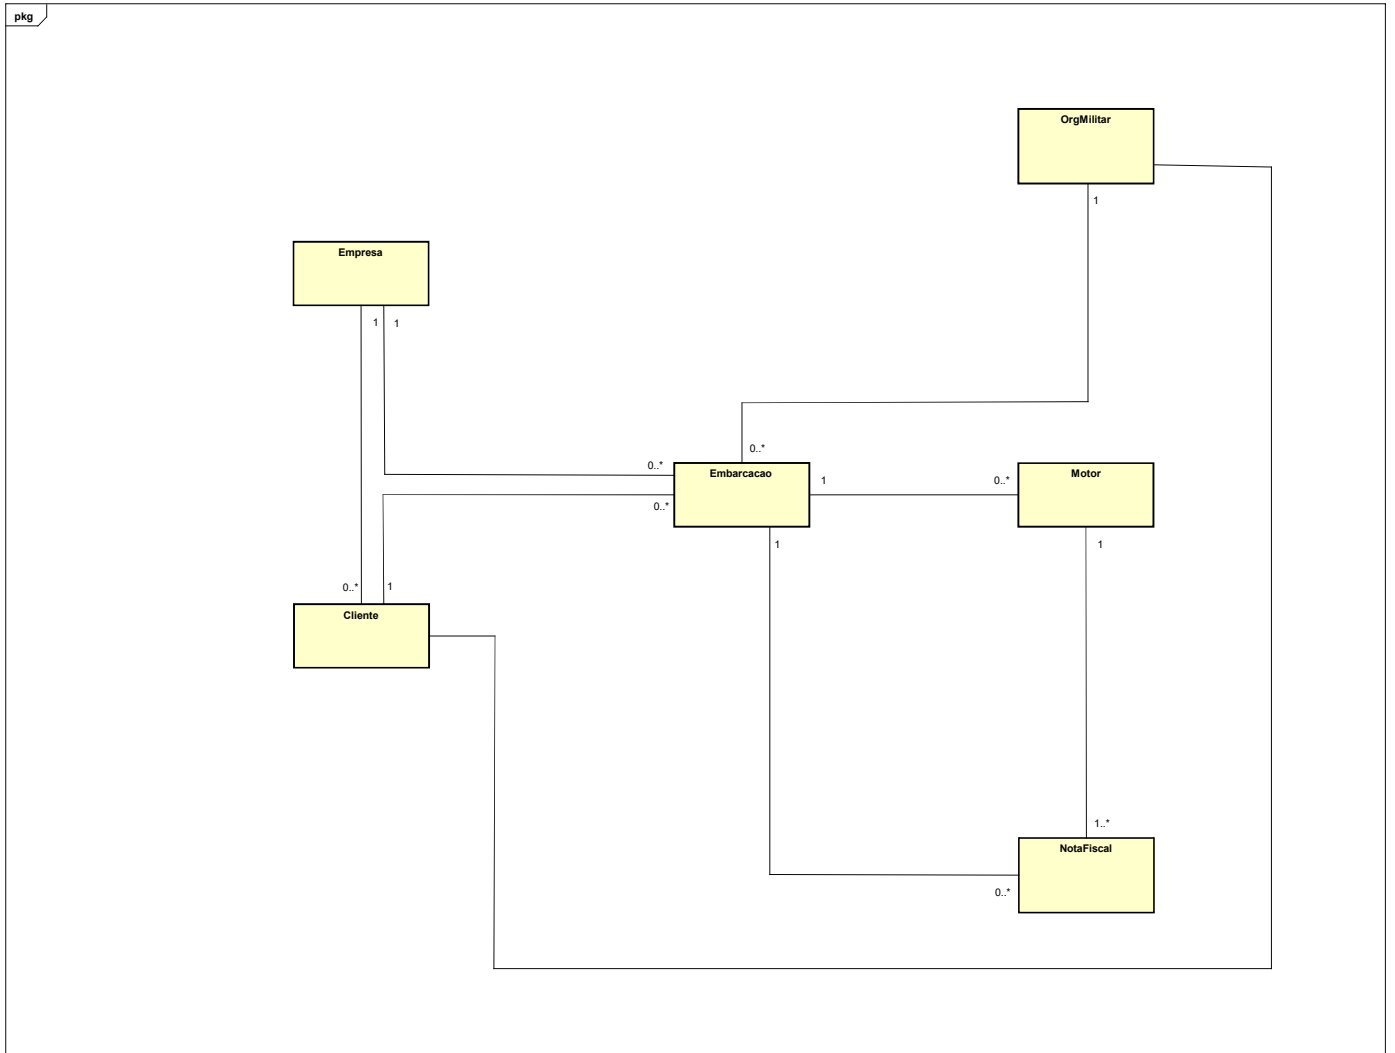 pkg
OrgMilitar
1
Empresa
1 1
0..*
0..*
Embarcacao
1
0..*
Motor
0..*
1
1
0..*
1
Cliente
1..*
NotaFiscal
0..*